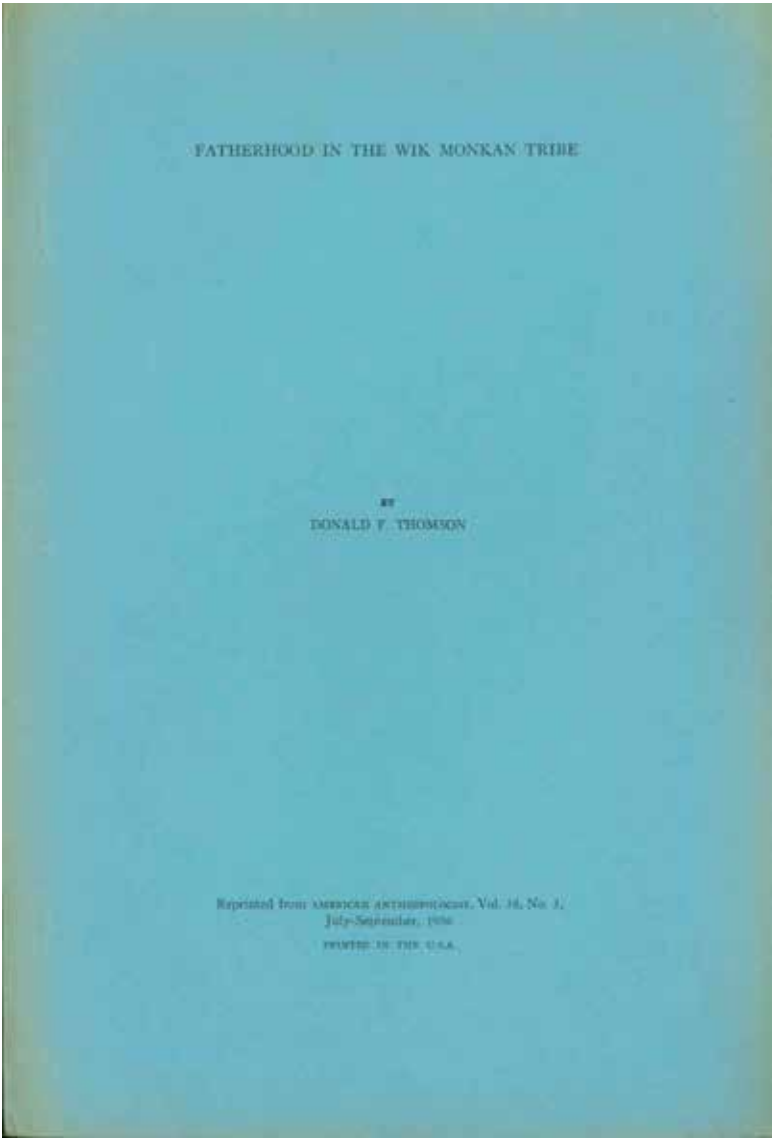 FATHERHOOD IN THE WIK MONKAN TRIBE
BY
DONALD F. THOMSON
Reprinted from AMERICAN ANTHROPOLOGIST, Vol. 38, No. 3,
July-September, 1936
PRINTED IN THE U.S.A.